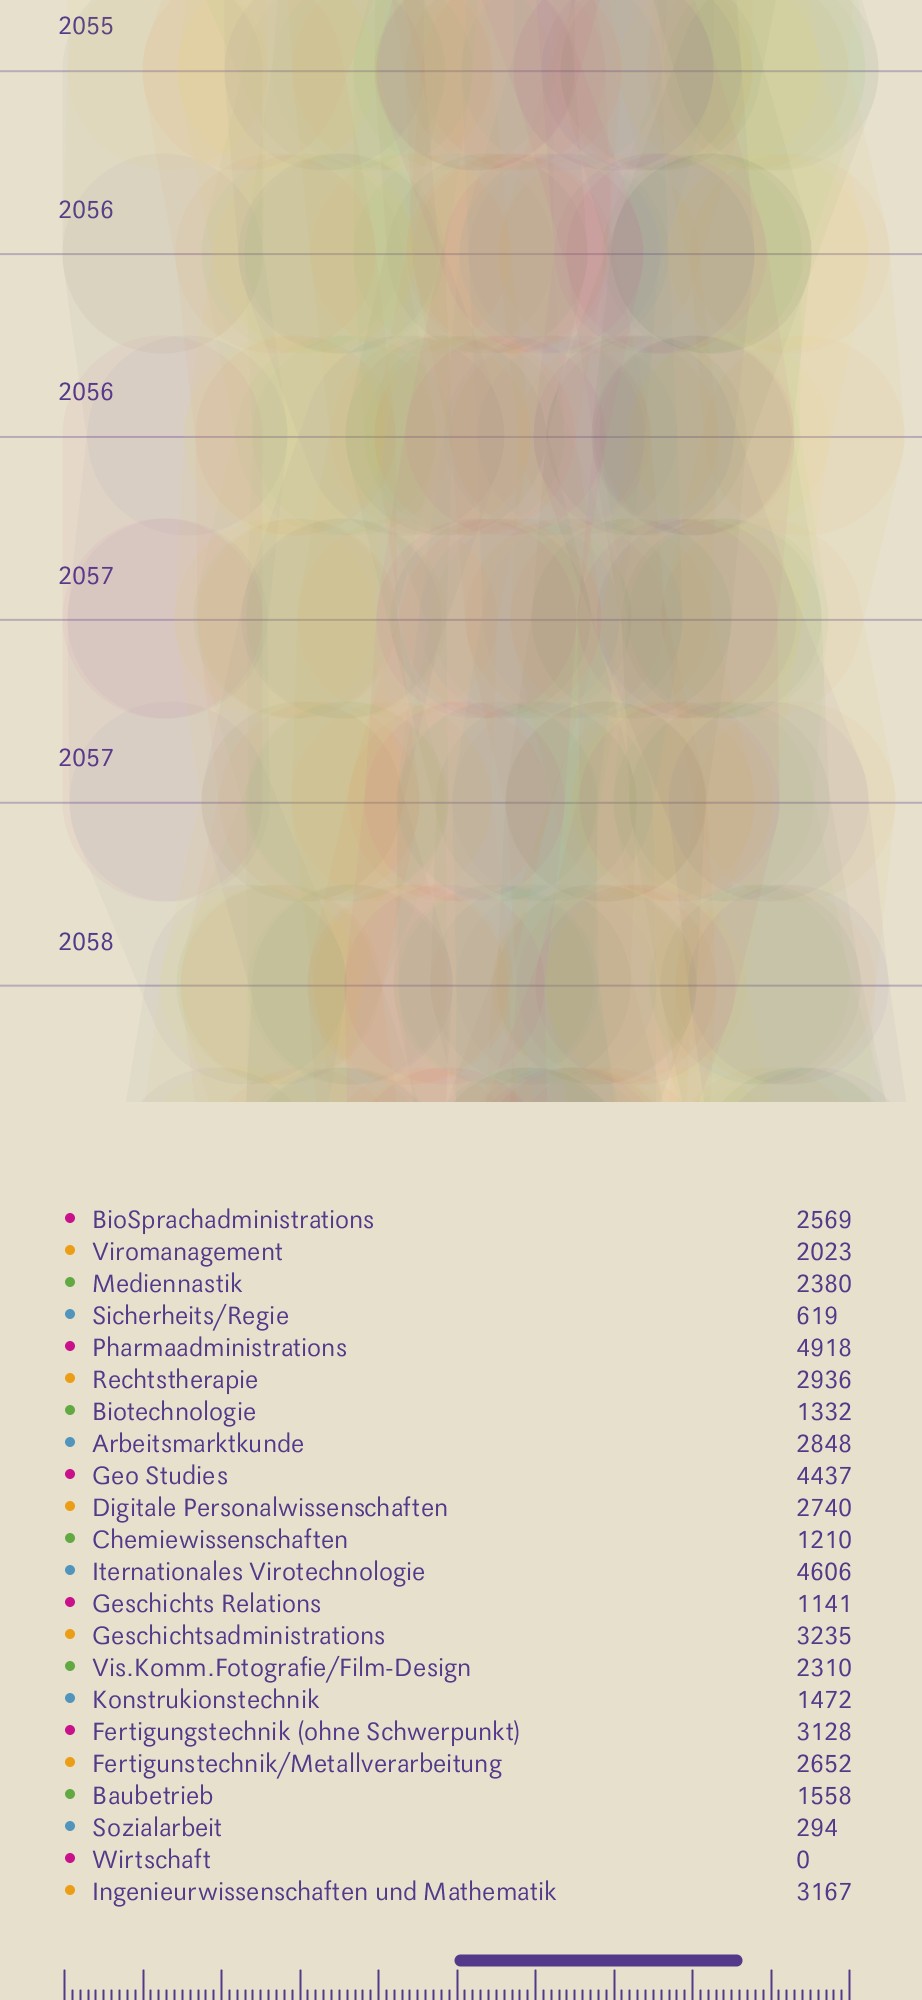 2055
2056
2056
2057
2057
2058
BioSprachadministrations 2569
Viromanagement 2023
Mediennastik 2380
Sicherheits/Regie 619
Pharmaadministrations 4918
Rechtstherapie 2936
Biotechnologie 1332
Arbeitsmarktkunde 2848
Geo Studies 4437
Digitale Personalwissenschaften 2740
Chemiewissenschaften 1210
Iternationales Virotechnologie 4606
Geschichts Relations 1141
Geschichtsadministrations 3235
Vis.Komm.Fotografie/Film-Design 2310
Konstrukionstechnik 1472
Fertigungstechnik (ohne Schwerpunkt) 3128
Fertigunstechnik/Metallverarbeitung 2652
Baubetrieb 1558
Sozialarbeit 294
Wirtschaft 0
Ingenieurwissenschaften und Mathematik 3167